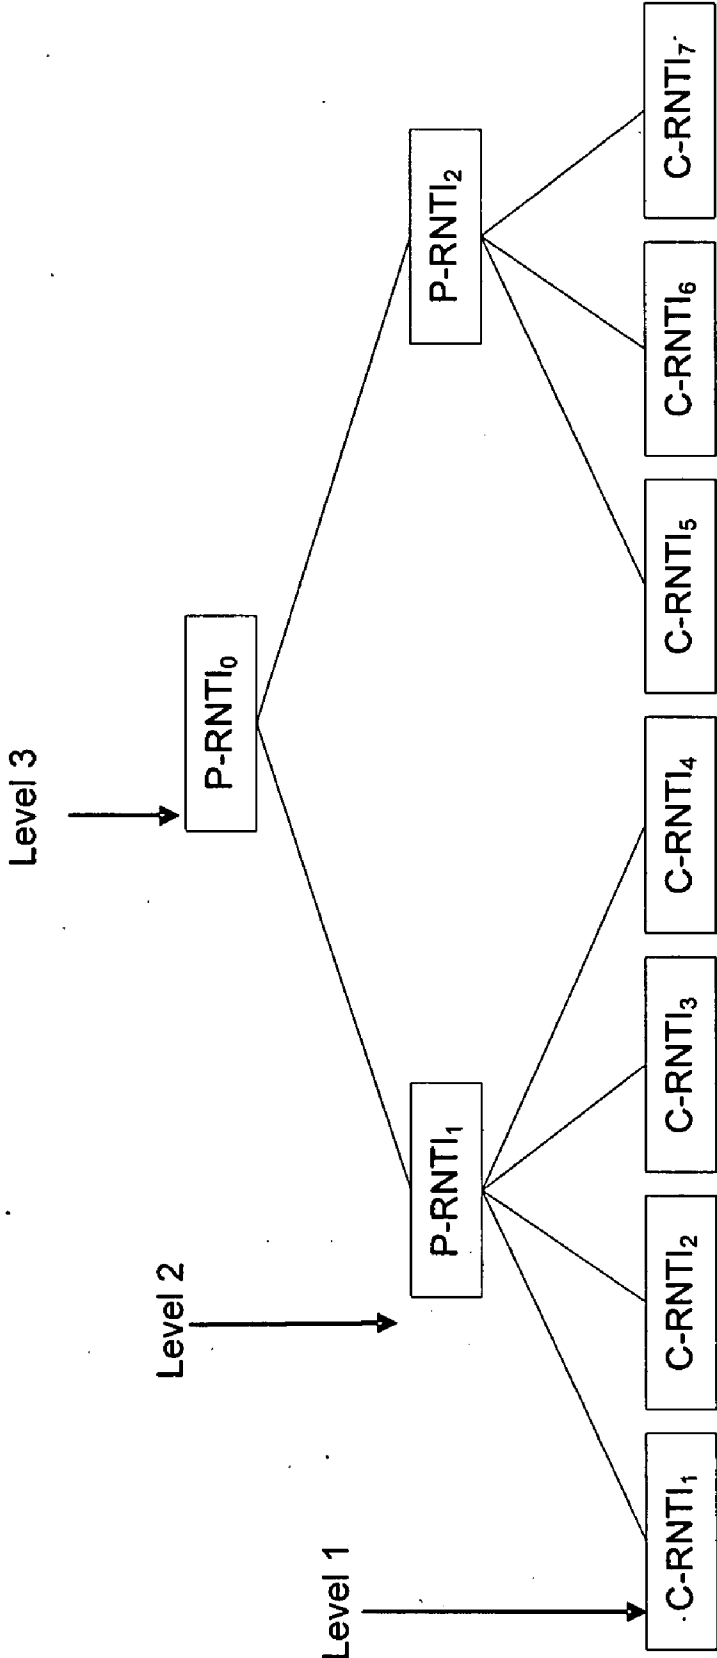 Level 3
P-RNTI₀
Level 2
P-RNTI₁
P-RNTI₂
Level 1
C-RNTI₁
C-RNTI₂
C-RNTI₃
C-RNTI₄
C-RNTI₅
C-RNTI₆
C-RNTI₇